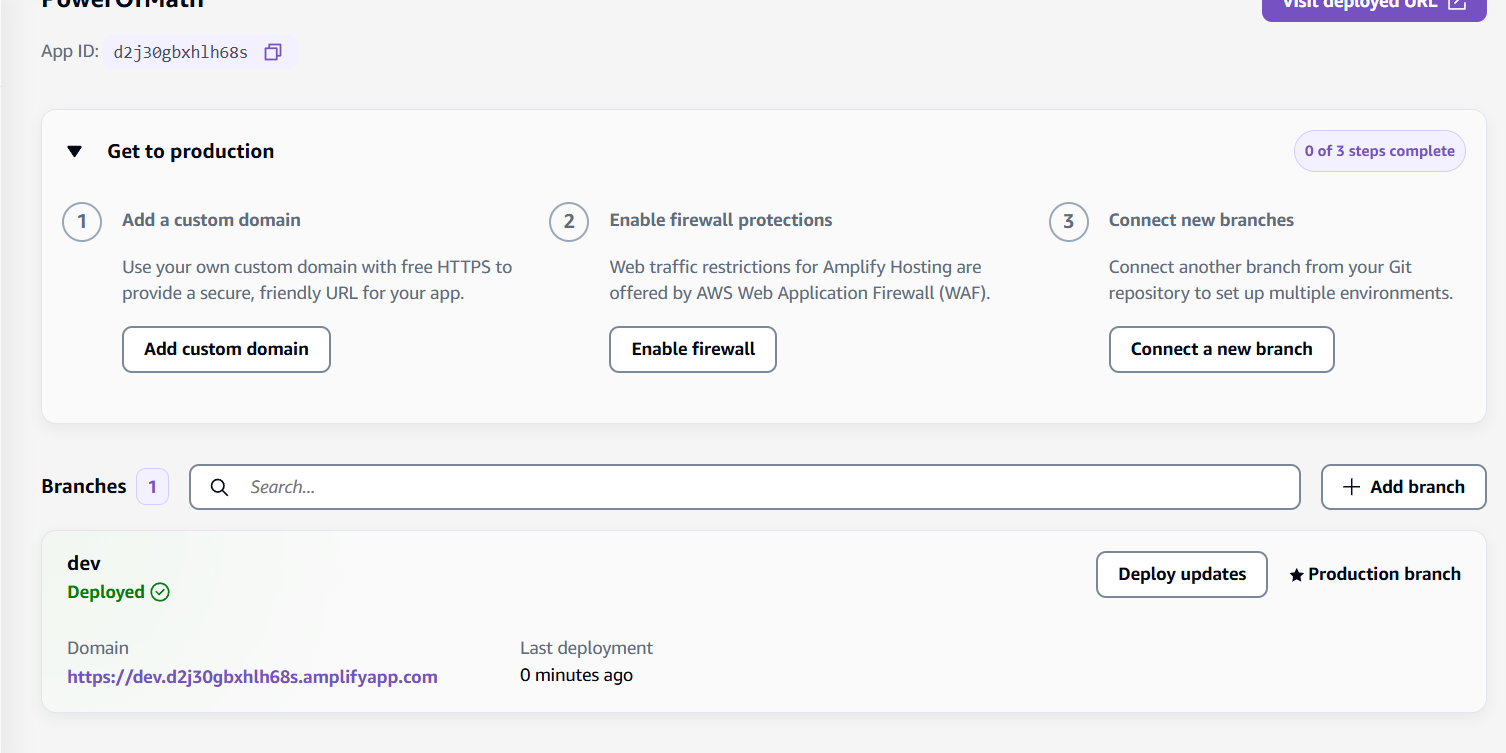 PowerOfMath
Visit deployed URL
App ID: d2j30gbxhlh68s
Get to production
0 of 3 steps complete
1 Add a custom domain
Use your own custom domain with free HTTPS to
provide a secure, friendly URL for your app.
Add custom domain
2 Enable firewall protections
Web traffic restrictions for Amplify Hosting are
offered by AWS Web Application Firewall (WAF).
Enable firewall
3 Connect new branches
Connect another branch from your Git
repository to set up multiple environments.
Connect a new branch
Branches 1
Search...
Add branch
dev
Deployed
Deploy updates
Production branch
Domain
https://dev.d2j30gbxhlh68s.amplifyapp.com
Last deployment
0 minutes ago